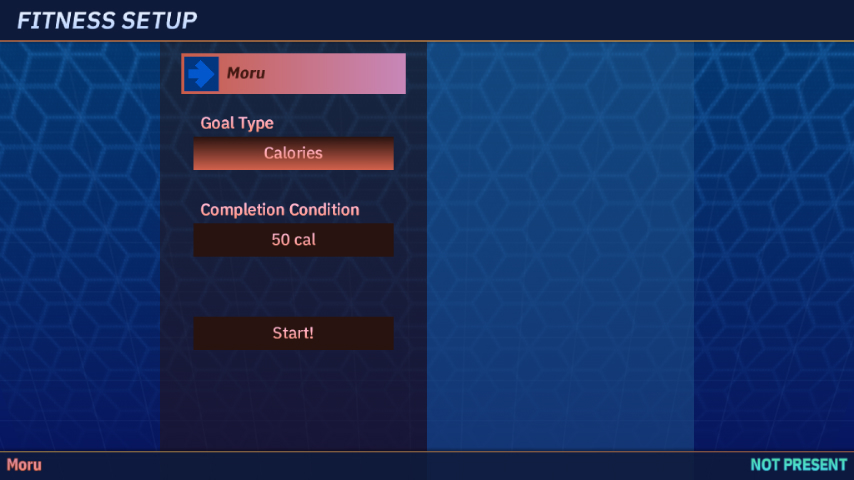 FITNESS SETUP
Moru
Goal Type
Calories
Completion Condition
50 cal
Start!
Moru
NOT PRESENT